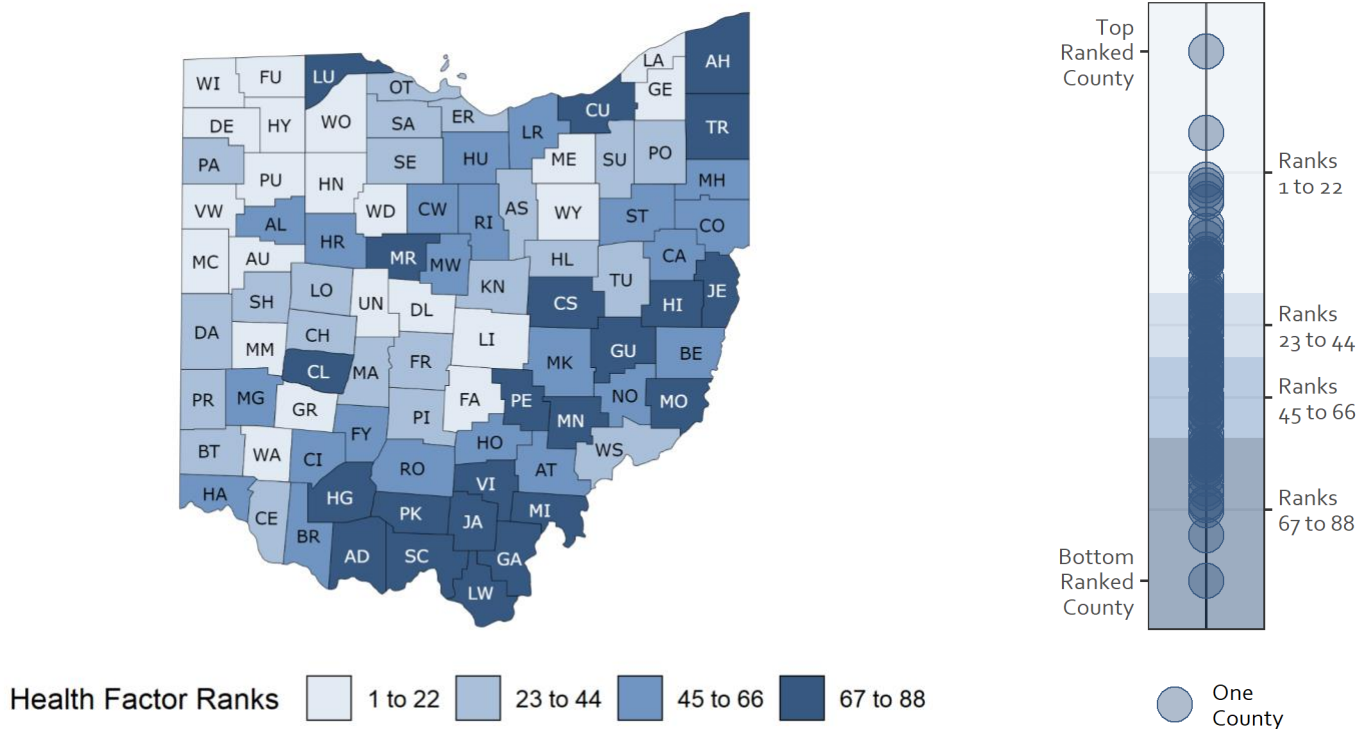 AH
LA
LU
FU
WI
GE
OT
CU
ER
WO
SA
DE
HY
TR
LR
HU
ME
SU
PO
SE
PA
PU
HN
MH
VW
WD
CW
RI
AS
WY
ST
AL
CO
HR
MR
MW
HL
CA
MC
AU
TU
LO
KN
JE
SH
UN
DL
CS
HI
DA
CH
LI
MM
GU
BE
CL
MA
FR
MK
PR
MG
GR
FA
PE
NO
MO
PI
MN
FY
HO
BT
WA
CI
WS
RO
AT
HA
HG
VI
CE
PK
JA
MI
BR
AD
SC
GA
LW
Health Factor Ranks
1 to 22
23 to 44
45 to 66
67 to 88
Top
Ranked
County
Ranks
1 to 22
Ranks
23 to 44
Ranks
45 to 66
Ranks
67 to 88
Bottom
Ranked
County
One
County